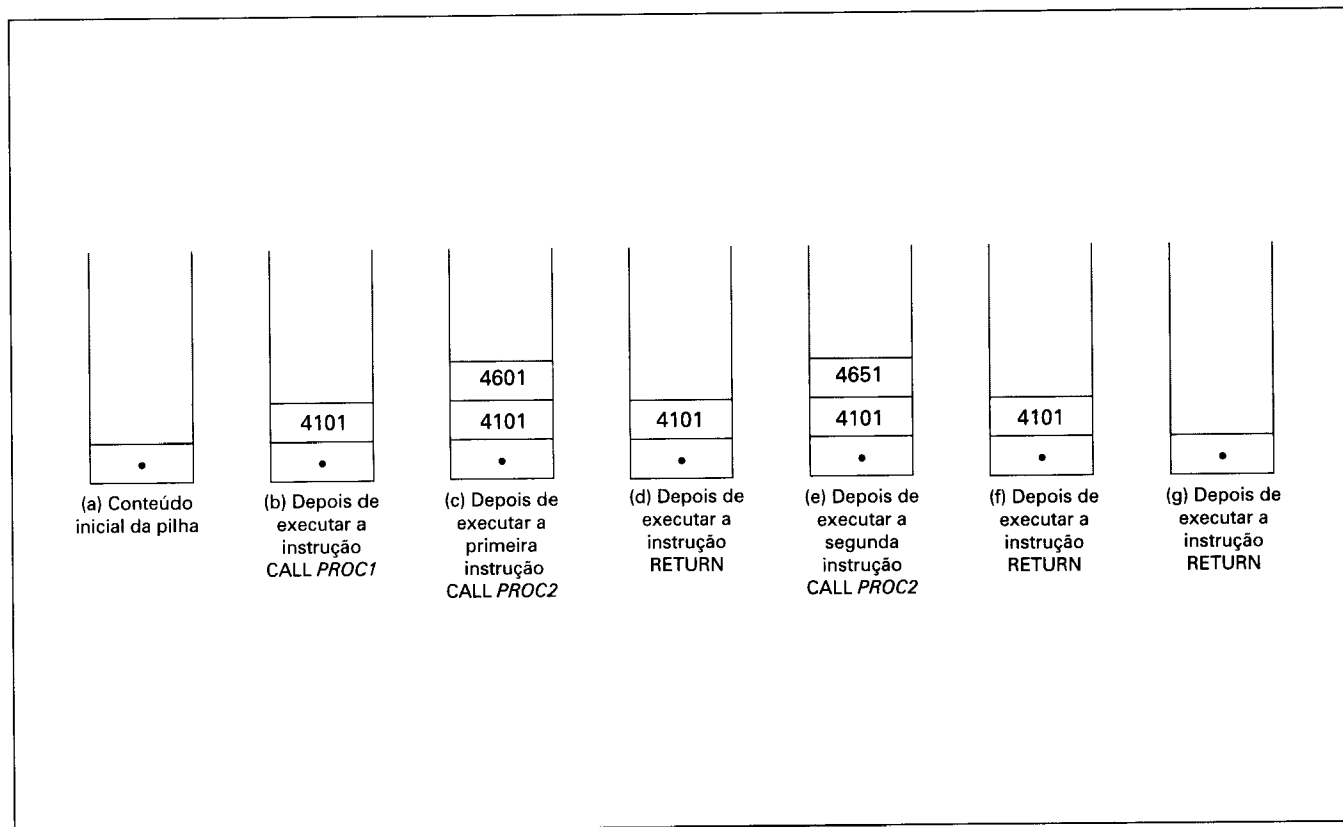 4101
4601
4101
4101
4651
4101
4101
(a) Conteúdo
inicial da pilha
(b) Depois de
executar a
instrução
CALL PROC1
(c) Depois de
executar a
primeira
instrução
CALL PROC2
(d) Depois de
executar a
instrução
RETURN
(e) Depois de
executar a
segunda
instrução
CALL PROC2
(f) Depois de
executar a
instrução
RETURN
(g) Depois de
executar a
instrução
RETURN